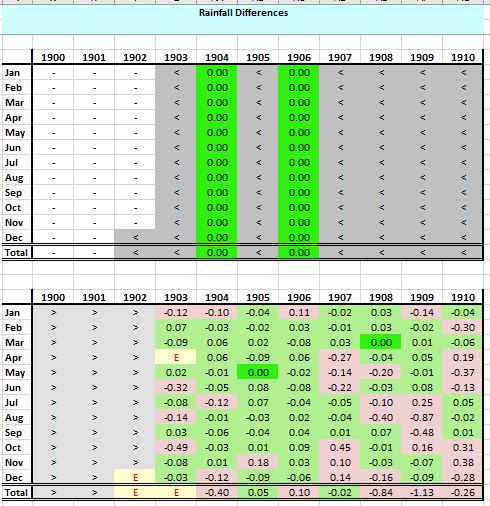 Rainfall Differences
1900 1901 1902 1903 1904 1905 1906 1907 1908 1909 1910
Jan - - - < 0.00 < 0.00 < < < <
Feb - - - < 0.00 < 0.00 < < < <
Mar - - - < 0.00 < 0.00 < < < <
Apr - - - < 0.00 < 0.00 < < < <
May - - - < 0.00 < 0.00 < < < <
Jun - - - < 0.00 < 0.00 < < < <
Jul - - - < 0.00 < 0.00 < < < <
Aug - - - < 0.00 < 0.00 < < < <
Sep - - - < 0.00 < 0.00 < < < <
Oct - - - < 0.00 < 0.00 < < < <
Nov - - - < 0.00 < 0.00 < < < <
Dec - - < < 0.00 < 0.00 < < < <
Total - - < < 0.00 < 0.00 < < < <
1900 1901 1902 1903 1904 1905 1906 1907 1908 1909 1910
Jan > > > -0.12 -0.10 -0.04 0.11 -0.02 0.03 -0.14 -0.04
Feb > > > 0.07 -0.03 -0.02 0.03 -0.01 0.03 -0.02 -0.30
Mar > > > -0.09 0.06 0.02 -0.08 0.03 0.00 0.01 -0.06
Apr > > > E 0.06 -0.09 0.06 -0.27 -0.04 0.05 0.19
May > > > 0.02 -0.01 0.00 -0.02 -0.14 -0.20 -0.01 -0.37
Jun > > > -0.32 -0.05 0.08 -0.08 -0.22 -0.03 0.08 -0.13
Jul > > > -0.08 -0.12 0.07 -0.04 -0.05 -0.10 0.25 0.05
Aug > > > -0.14 -0.01 -0.03 0.02 -0.04 -0.40 -0.87 -0.02
Sep > > > 0.03 -0.06 -0.04 0.04 0.01 0.07 -0.48 0.01
Oct > > > -0.49 -0.03 0.01 0.09 0.45 -0.01 0.16 0.31
Nov > > > -0.08 0.01 0.18 0.03 0.10 -0.03 -0.07 0.38
Dec > > E -0.03 -0.12 -0.09 -0.06 0.14 -0.16 -0.09 -0.28
Total > > E E -0.40 0.05 0.10 -0.02 -0.84 -1.13 -0.26